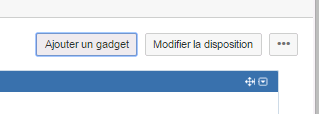 Ajouter un gadget Modifier la disposition •••